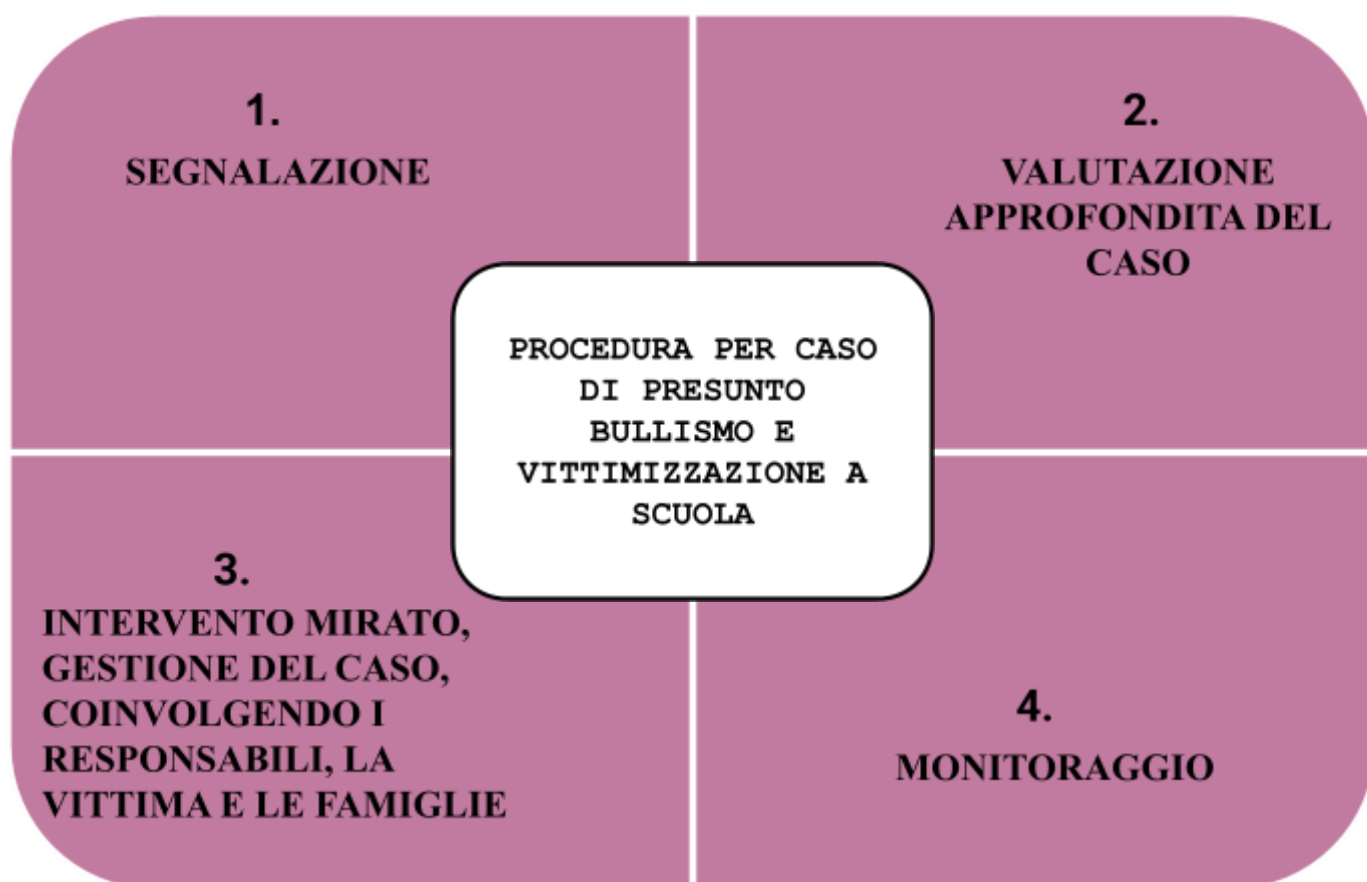 1.
SEGNALAZIONE
2.
VALUTAZIONE
APPROFONDITA DEL
CASO
PROCEDURA PER CASO
DI PRESUNTO
BULLISMO E
VITTIMIZZAZIONE A
SCUOLA
3.
INTERVENTO MIRATO,
GESTIONE DEL CASO,
COINVOLGENDO I
RESPONSABILI, LA
VITTIMA E LE FAMIGLIE
4.
MONITORAGGIO